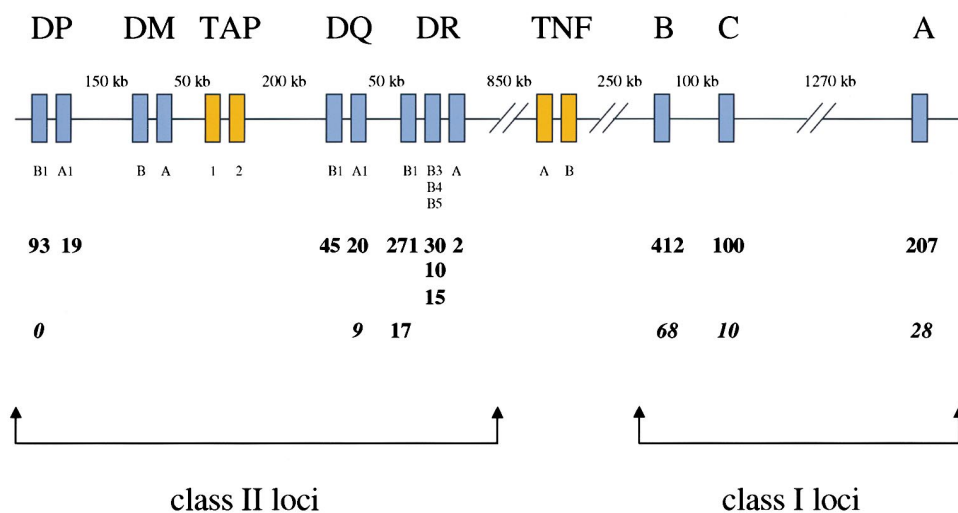 DP DM TAP DQ DR TNF B C A
150 kb 50 kb 200 kb 50 kb 850 kb 250 kb 100 kb 1270 kb
B1 A1 B A 1 2 B1 A1 B1 B3 A A B
B4
B5
93 19 45 20 271 30 2 412 100 207
10
15
0 9 17 68 10 28
class II loci class I loci